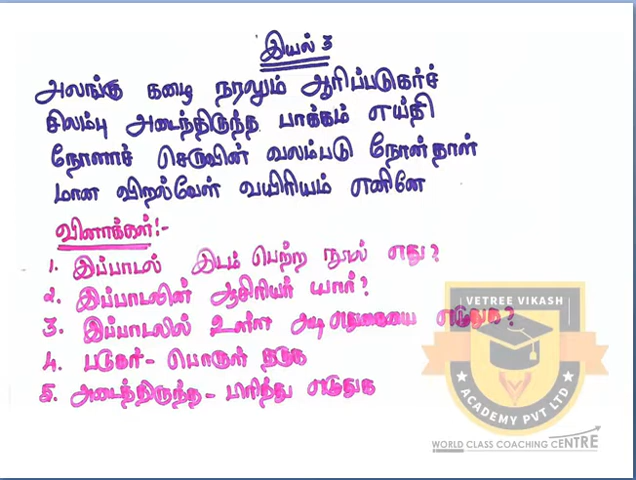 இயல் 3
அலங்கு கழை நரலும் ஆரிப்படுகர்ச்
சிலம்பு அடைந்திருந்த பாக்கம் எய்தி
நோனாச் செருவின் வலம்படு நோன்தாள்
மான விறல்வேள் வயிரியம் எனினே
வினாக்கள்:-
1. இப்பாடல் இடம் பெற்ற நூல் எது?
2. இப்பாடலின் ஆசிரியர் யார்?
3. இப்பாடலில் உள்ள அடி எதுகையை எடுதுக?
4. படுகர் - பொருள் தருக
5. அடைந்திருந்த - பிரித்து எடுதுக
VETREE VIKASH
ACADEMY PVT LTD
WORLD CLASS COACHING CENTRE